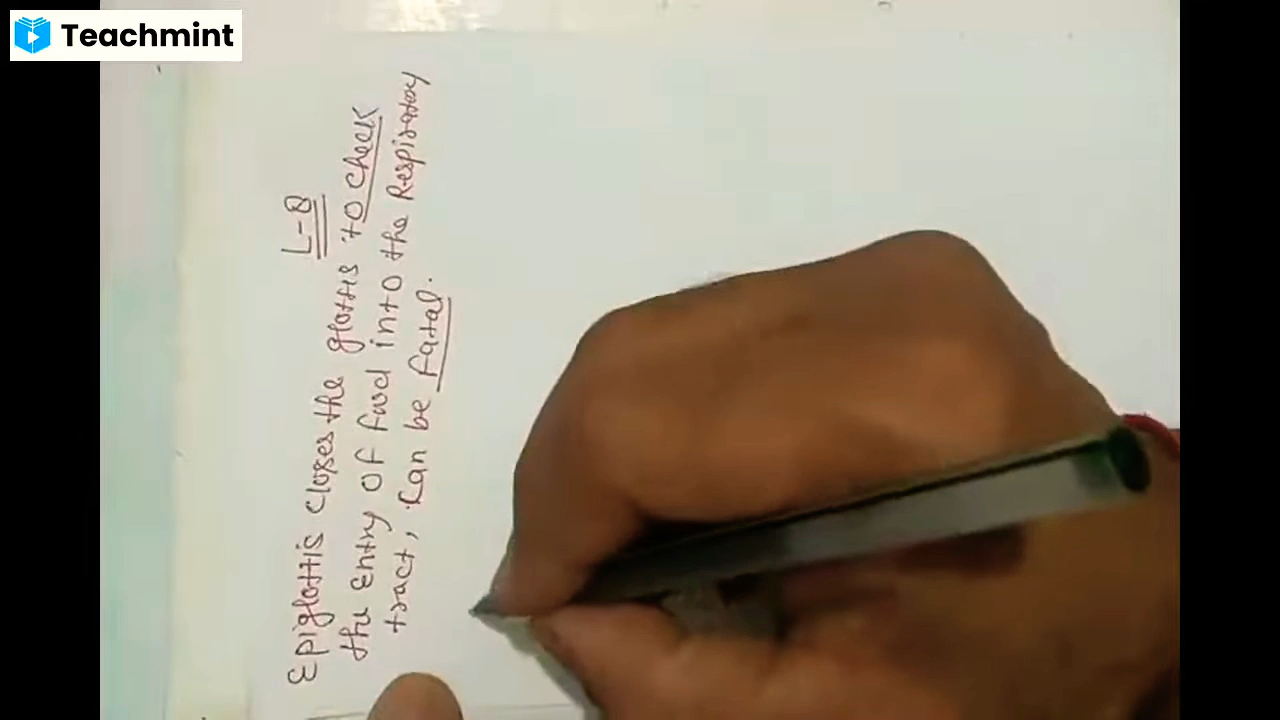 Teachmint
L-8
Epiglottis closes the glottis to check
the Entry of food into the Respiratory
tract, can be fatal.